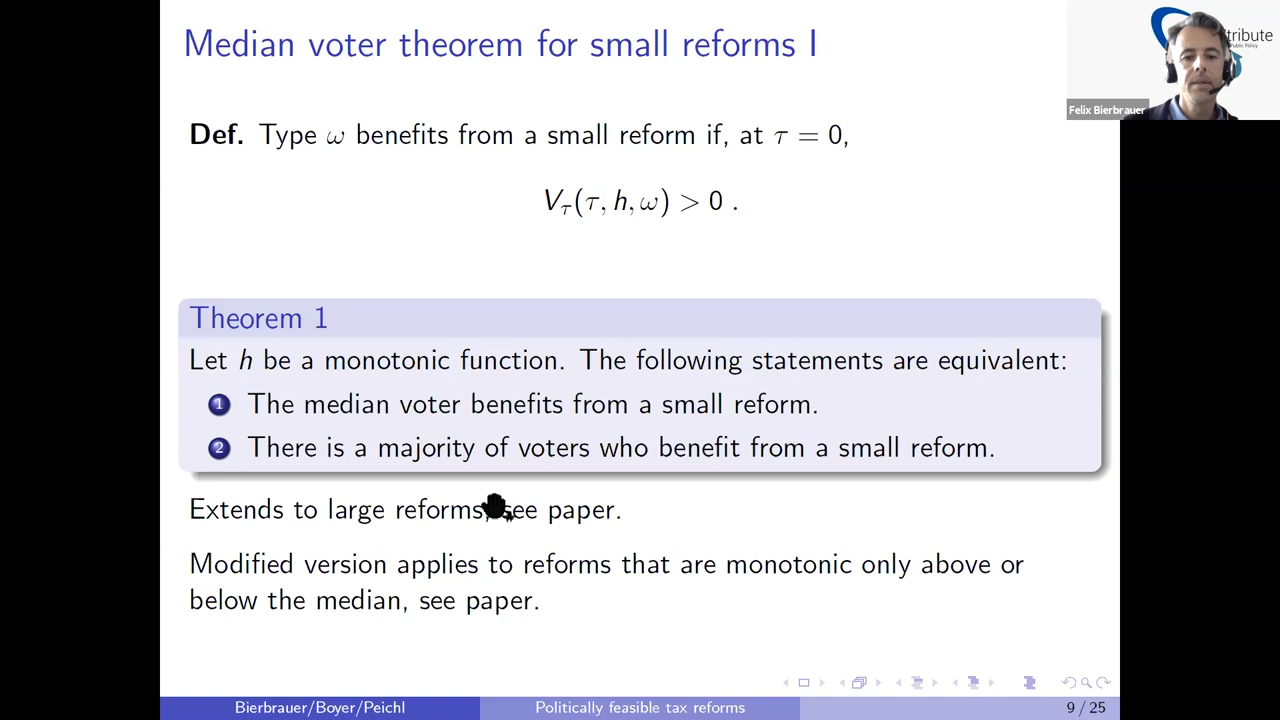 Median voter theorem for small reforms I
tribute
Public Policy
Felix Bierbrauer
Def. Type ω benefits from a small reform if, at τ = 0,
Vτ(τ, h, ω) > 0 .
Theorem 1
Let h be a monotonic function. The following statements are equivalent:
1 The median voter benefits from a small reform.
2 There is a majority of voters who benefit from a small reform.
Extends to large reforms, see paper.
Modified version applies to reforms that are monotonic only above or
below the median, see paper.
Bierbrauer/Boyer/Peichl
Politically feasible tax reforms
9 / 25